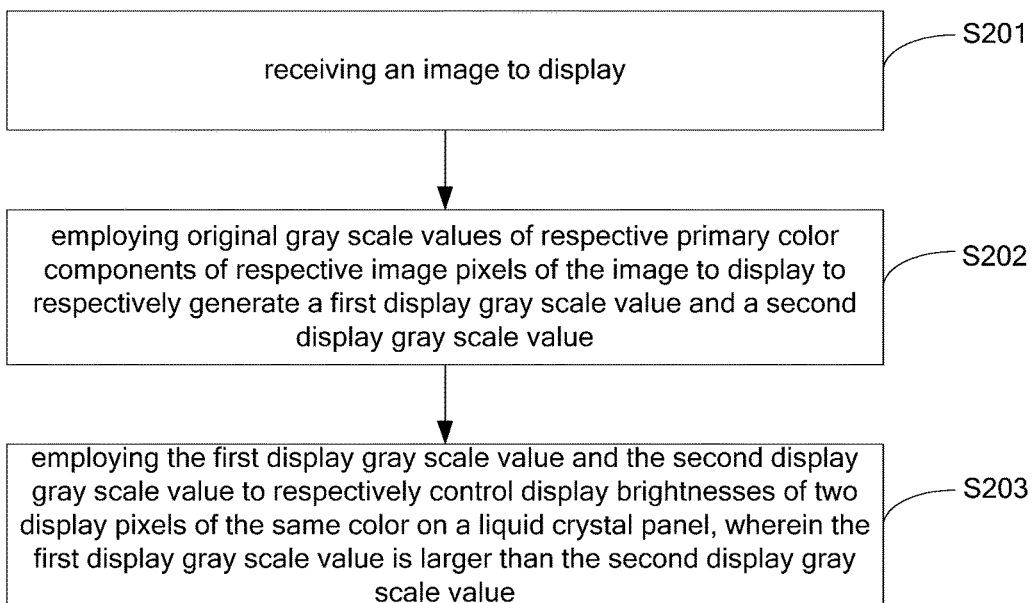 receiving an image to display
S201
employing original gray scale values of respective primary color
components of respective image pixels of the image to display to
respectively generate a first display gray scale value and a second
display gray scale value
S202
employing the first display gray scale value and the second display
gray scale value to respectively control display brightnesses of two
display pixels of the same color on a liquid crystal panel, wherein the
first display gray scale value is larger than the second display gray
scale value
S203